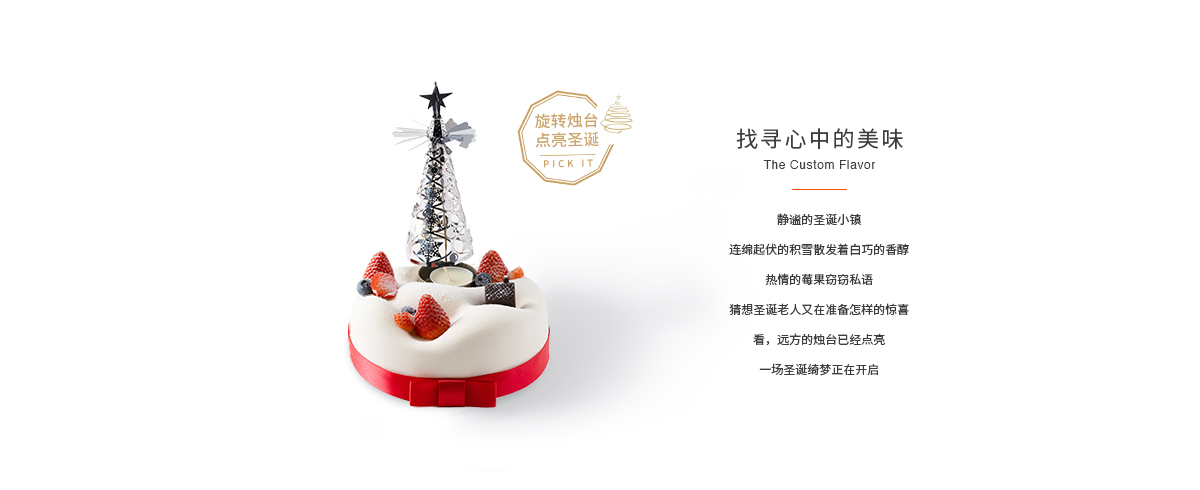 旋转烛台
点亮圣诞
PICK IT
找寻心中的美味
The Custom Flavor
静谧的圣诞小镇
连绵起伏的积雪散发着白巧的香醇
热情的莓果窃窃私语
猜想圣诞老人又在准备怎样的惊喜
看，远方的烛台已经点亮
一场圣诞绮梦正在开启